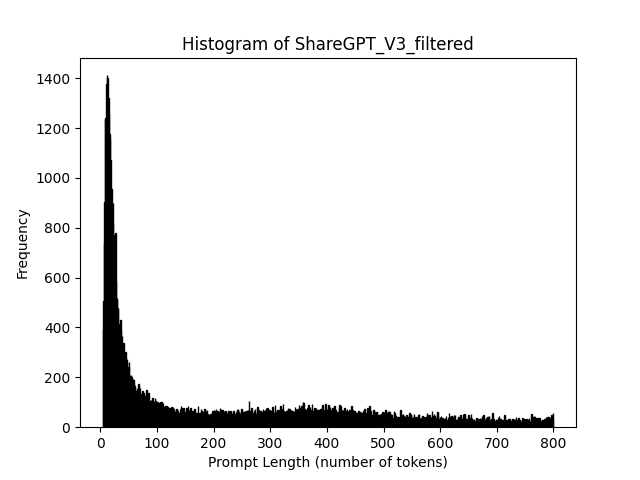 Histogram of ShareGPT_V3_filtered
1400
1200
1000
800
600
400
200
0
Frequency
0 100 200 300 400 500 600 700 800
Prompt Length (number of tokens)